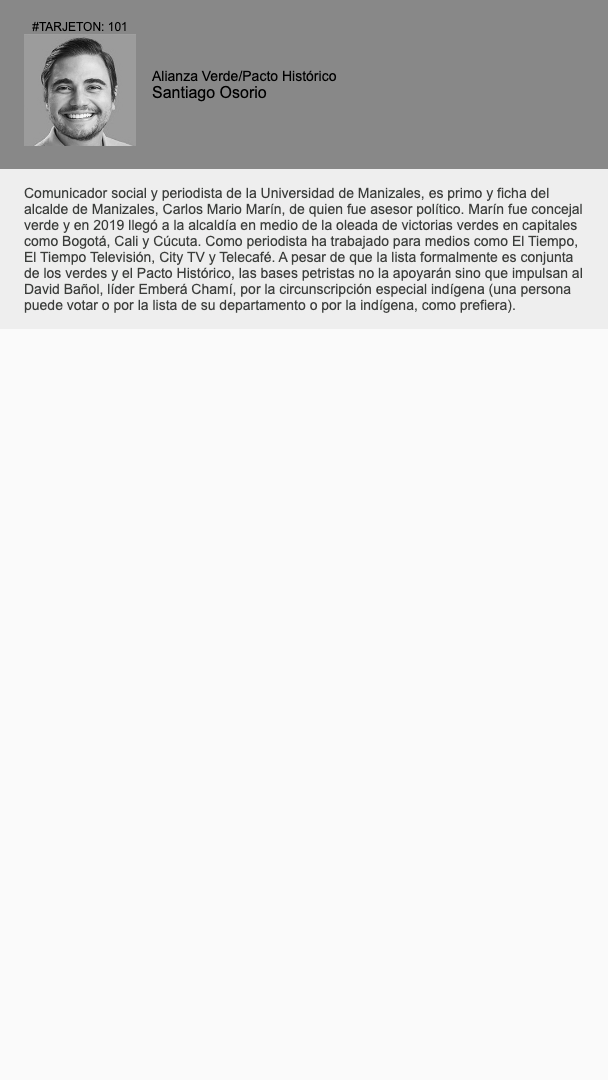 #TARJETON: 101
Alianza Verde/Pacto Histórico
Santiago Osorio
Comunicador social y periodista de la Universidad de Manizales, es primo y ficha del
alcalde de Manizales, Carlos Mario Marín, de quien fue asesor político. Marín fue concejal
verde y en 2019 llegó a la alcaldía en medio de la oleada de victorias verdes en capitales
como Bogotá, Cali y Cúcuta. Como periodista ha trabajado para medios como El Tiempo,
El Tiempo Televisión, City TV y Telecafé. A pesar de que la lista formalmente es conjunta
de los verdes y el Pacto Histórico, las bases petristas no la apoyarán sino que impulsan al
David Bañol, líder Emberá Chamí, por la circunscripción especial indígena (una persona
puede votar o por la lista de su departamento o por la indígena, como prefiera).